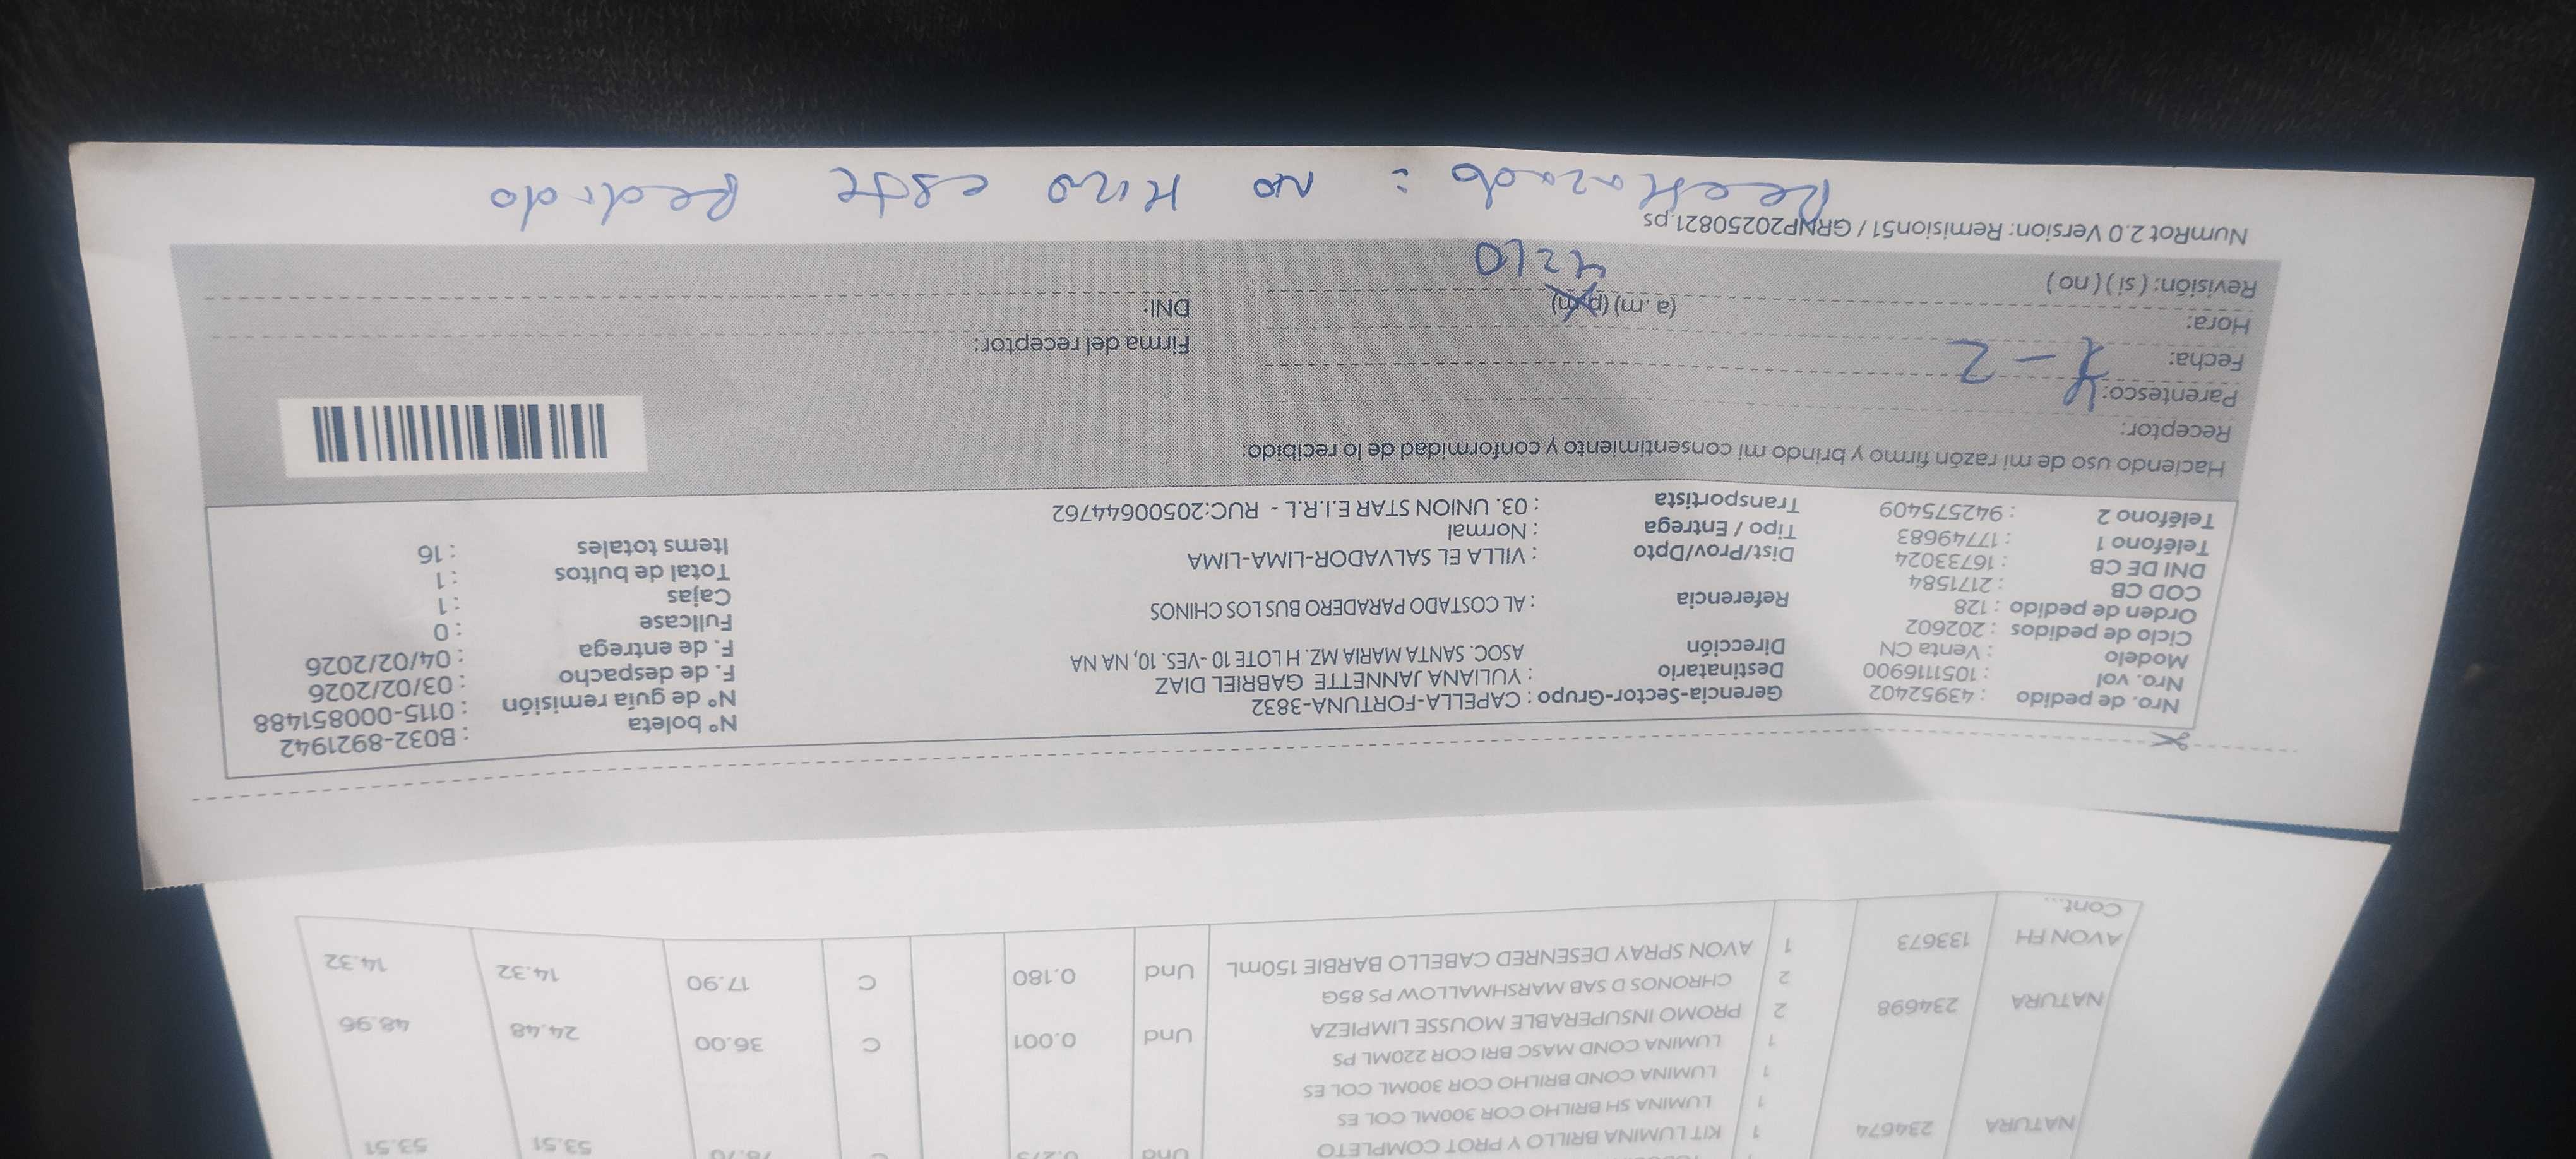 NATURA 234674 1 KIT LUMINA BRILLO Y PROT COMPLETO Und 53.51 53.51
1 LUMINA SH BRILHO COR 300ML COL ES
1 LUMINA COND BRILHO COR 300ML COL ES
1 LUMINA COND MASC BRI COR 220ML PS
NATURA 234698 2 PROMO INSUPERABLE MOUSSE LIMPIEZA Und 0.001 C 36.00 24.48 48.96
2 CHRONOS D SAB MARSHMALLOW PS 85G
AVON FH 133673 1 AVON SPRAY DESENRED CABELLO BARBIE 150mL Und 0.180 C 17.90 14.32 14.32
Cont...
Nro. de pedido : 43952402
Nro. vol : 1051116900
Modelo : Venta CN
Ciclo de pedidos : 202602
Orden de pedido : 128
COD CB : 2171584
DNI DE CB : 16733024
Teléfono 1 : 17749683
Teléfono 2 : 942575409
Gerencia-Sector-Grupo : CAPELLA-FORTUNA-3832
Destinatario : YULIANA JANNETTE GABRIEL DIAZ
Dirección ASOC. SANTA MARIA MZ. H LOTE 10 -VES. 10, NA NA
Referencia : AL COSTADO PARADERO BUS LOS CHINOS
Dist/Prov/Dpto : VILLA EL SALVADOR-LIMA-LIMA
Tipo / Entrega : Normal
Transportista : 03. UNION STAR E.I.R.L - RUC:20500644762
N° boleta : B032-8921942
N° de guía remisión : 0115-000851488
F. de despacho : 03/02/2026
F. de entrega : 04/02/2026
Fullcase : 0
Cajas : 1
Total de bultos : 1
Items totales : 16
Haciendo uso de mi razón firmo y brindo mi consentimiento y conformidad de lo recibido:
Receptor:
Parentesco:
Fecha:
Hora: (a.m) (p.m)
Revisión: ( si ) ( no )
Firma del receptor:
DNI:
NumRot 2.0 Version: Remision51 / GRNP20250821.ps
Rechazado : NO Hizo este Pedido